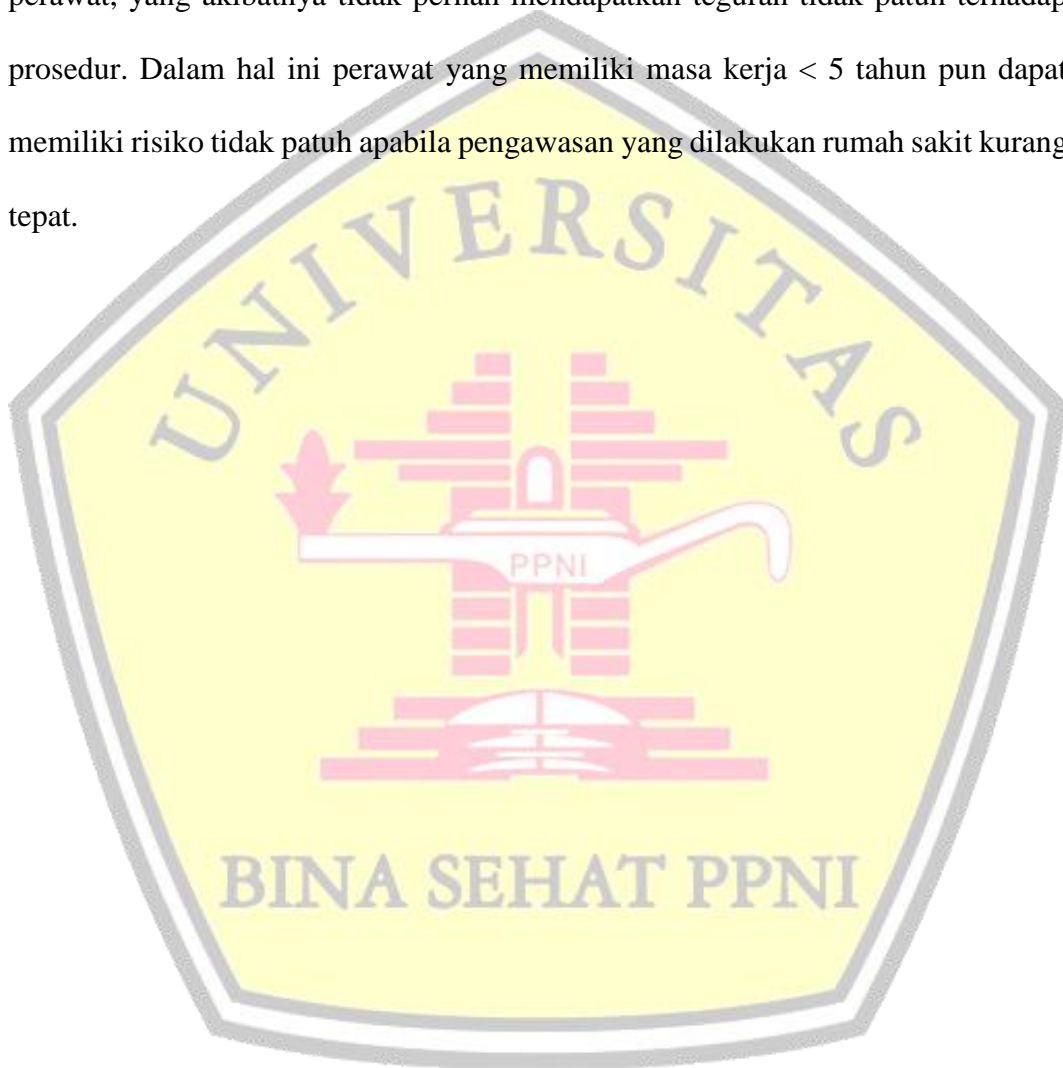 perawat, yang akibatnya tidak pernah mendapatkan teguran tidak patuh terhadap
prosedur. Dalam hal ini perawat yang memiliki masa kerja < 5 tahun pun dapat
memiliki risiko tidak patuh apabila pengawasan yang dilakukan rumah sakit kurang
tepat.
UNIVERSITAS
PPNI
BINA SEHAT PPNI